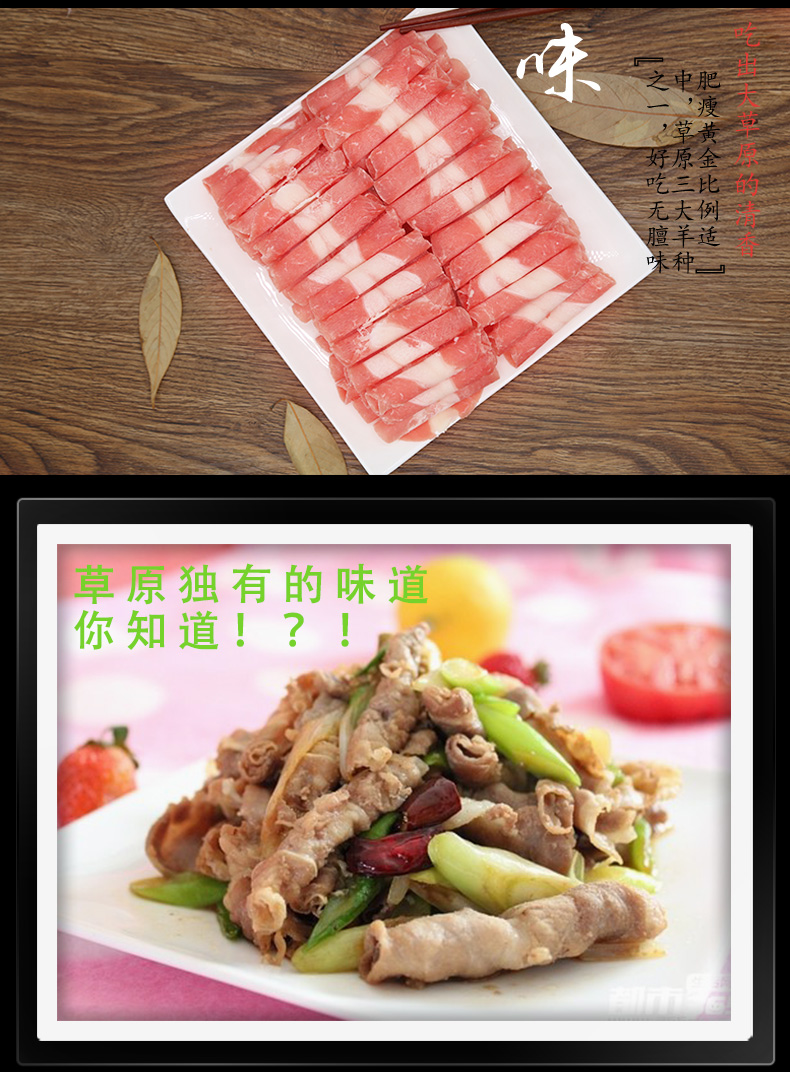 味
吃出大草原的清香
『肥瘦黄金比例适
中，草原三大羊种
之一，好吃无膻味』
草原独有的味道
你知道！？！